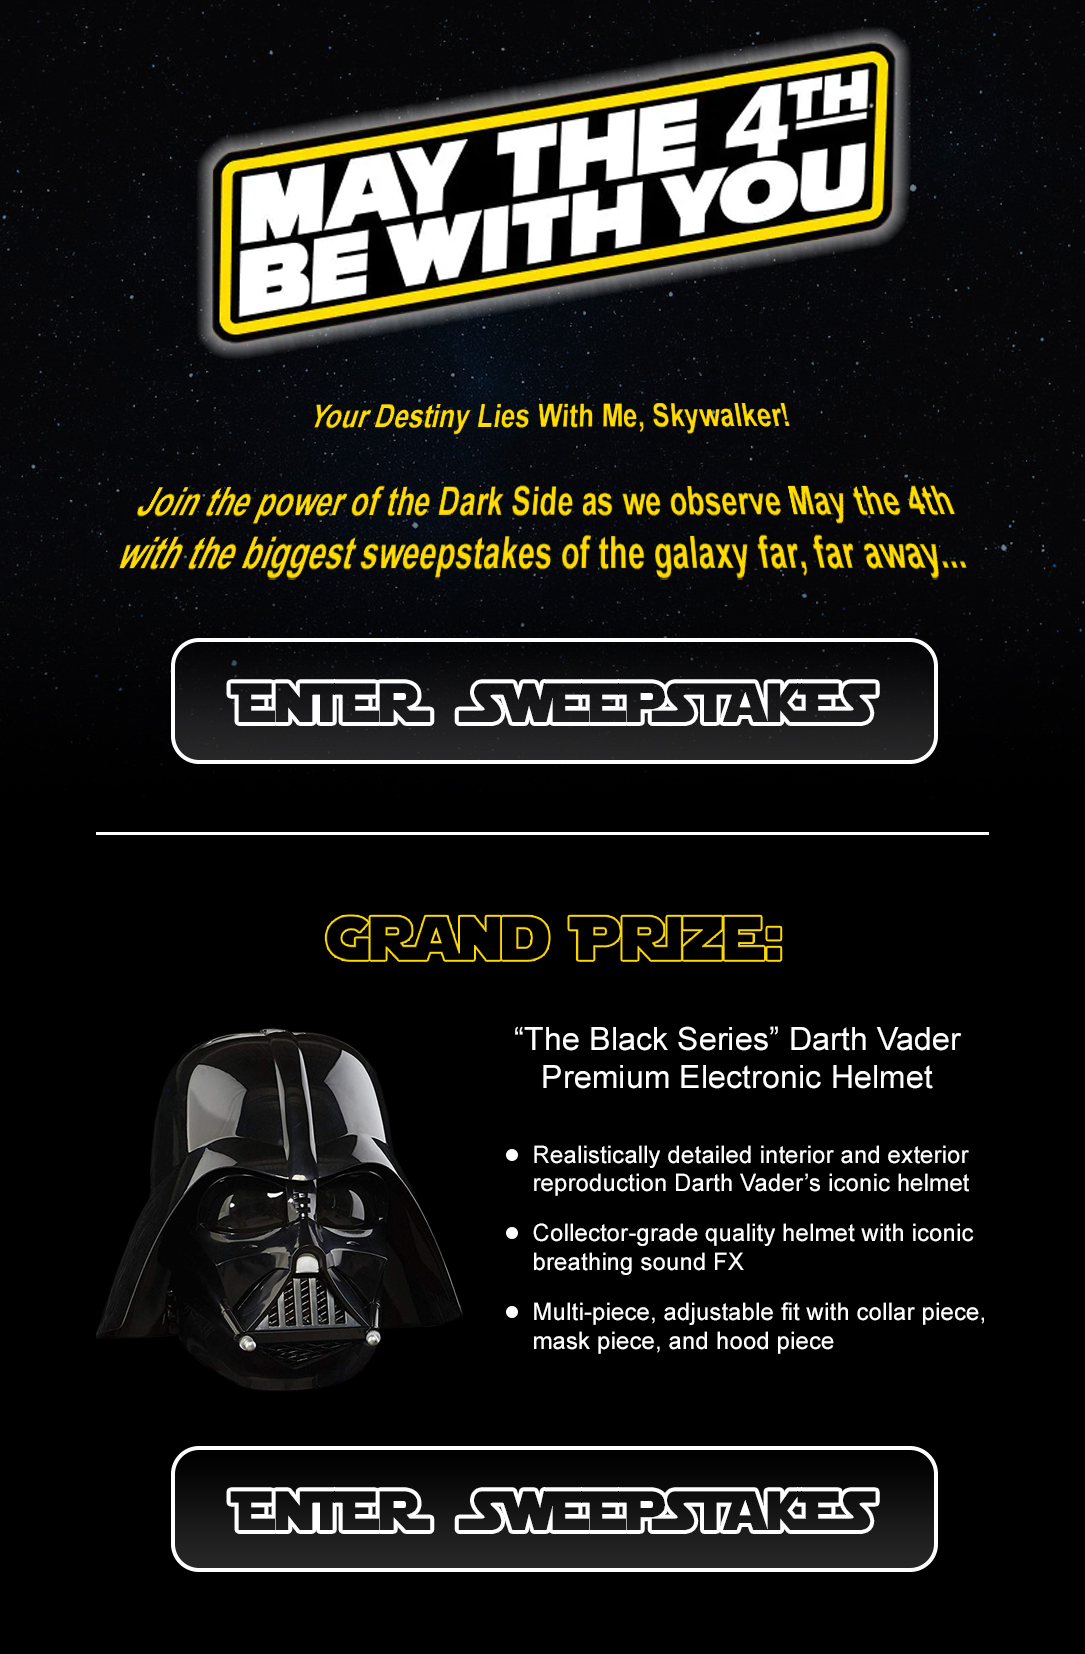 MAY THE 4TH
BE WITH YOU
Your Destiny Lies With Me, Skywalker!
Join the power of the Dark Side as we observe May the 4th
with the biggest sweepstakes of the galaxy far, far away...
ENTER SWEEPSTAKES
GRAND PRIZE:
“The Black Series” Darth Vader
Premium Electronic Helmet
● Realistically detailed interior and exterior
reproduction Darth Vader’s iconic helmet
● Collector-grade quality helmet with iconic
breathing sound FX
● Multi-piece, adjustable fit with collar piece,
mask piece, and hood piece
ENTER SWEEPSTAKES